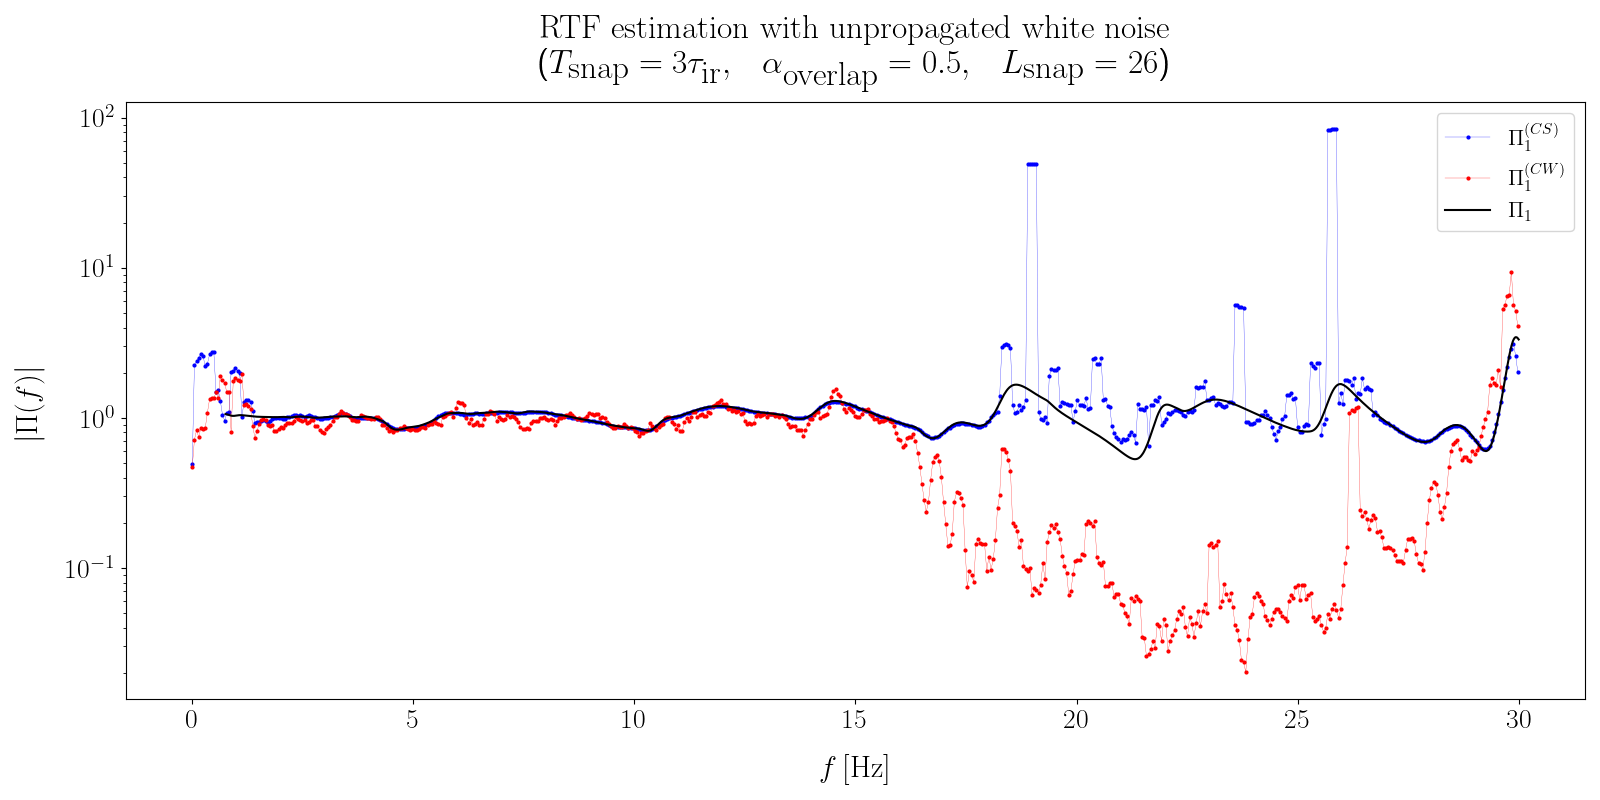 RTF estimation with unpropagated white noise
(T_snap = 3τ_ir,   α_overlap = 0.5,   L_snap = 26)
10^2
10^1
10^0
10^−1
|Π(f)|
Π_1^(CS)
Π_1^(CW)
Π_1
0 5 10 15 20 25 30
f [Hz]